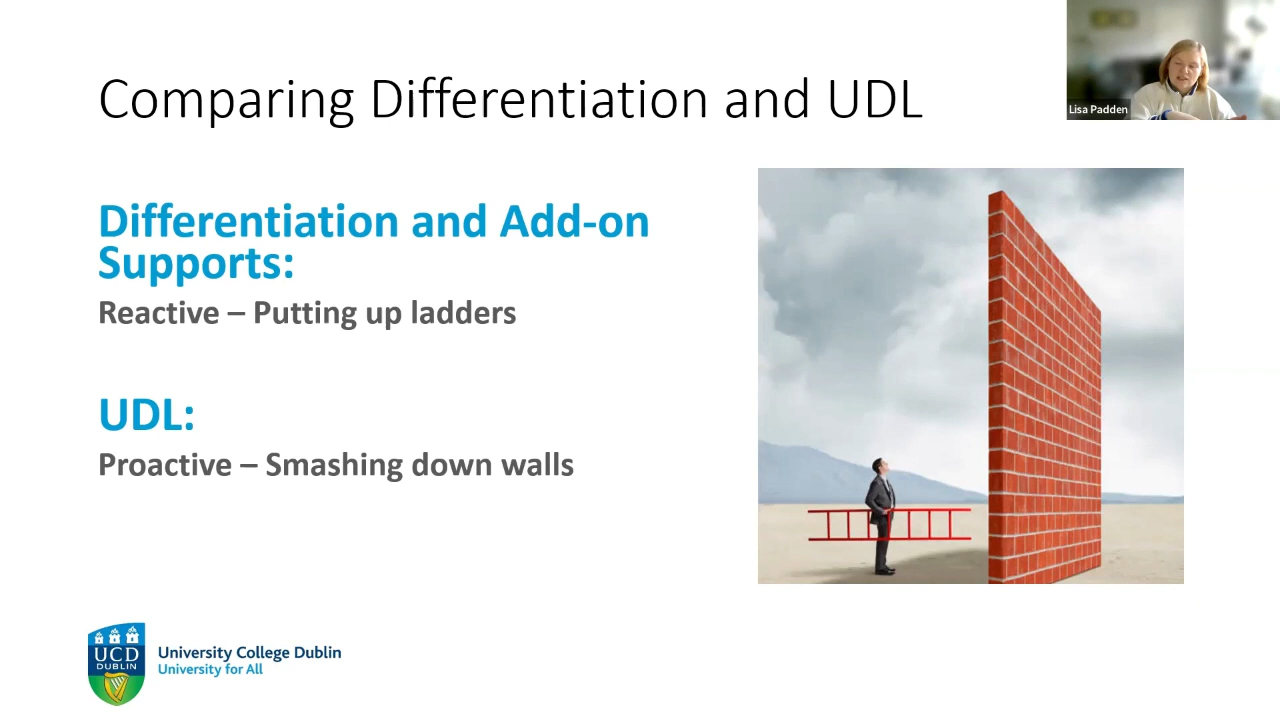 Comparing Differentiation and UDL
Lisa Padden
Differentiation and Add-on
Supports:
Reactive – Putting up ladders
UDL:
Proactive – Smashing down walls
UCD
DUBLIN
University College Dublin
University for All